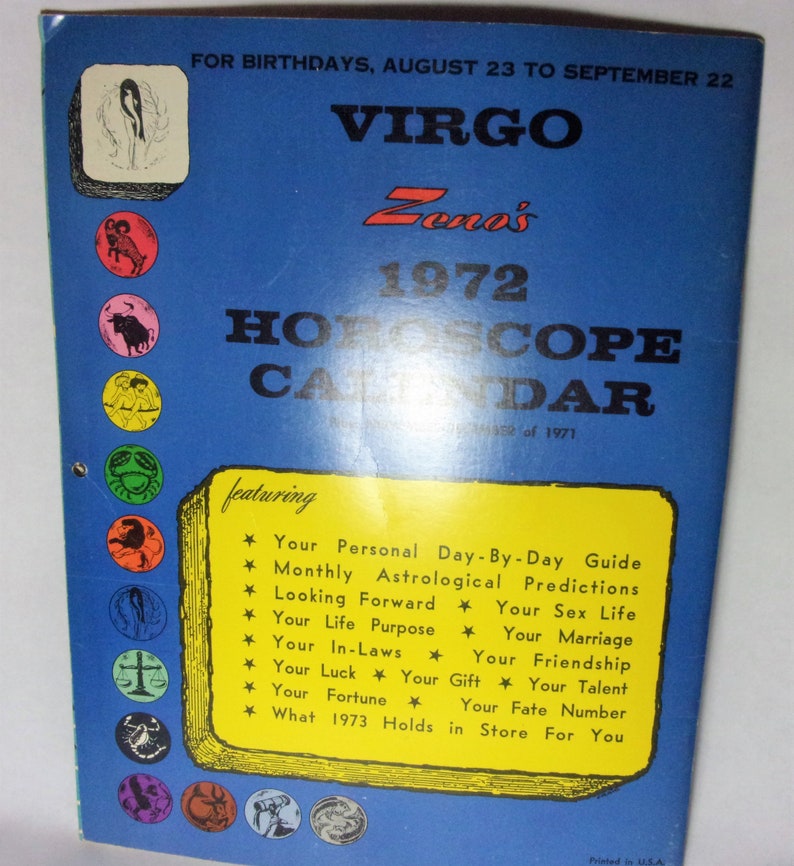 FOR BIRTHDAYS, AUGUST 23 TO SEPTEMBER 22
VIRGO
Zeno's
1972
HOROSCOPE
CALENDAR
Plus NOVEMBER-DECEMBER of 1971
featuring
★ Your Personal Day-By-Day Guide
★ Monthly Astrological Predictions
★ Looking Forward ★ Your Sex Life
★ Your Life Purpose ★ Your Marriage
★ Your In-Laws ★ Your Friendship
★ Your Luck ★ Your Gift ★ Your Talent
★ Your Fortune ★ Your Fate Number
★ What 1973 Holds in Store For You
Printed in U.S.A.